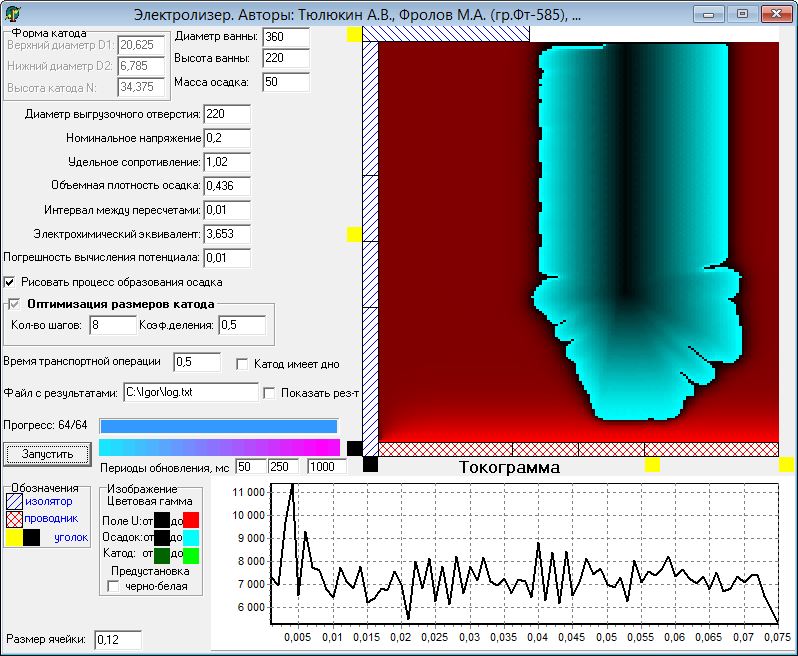 Электролизер. Авторы: Тюлюкин А.В., Фролов М.А. (гр.Фт-585), ...
Форма катода
Верхний диаметр D1: 20,625
Нижний диаметр D2: 6,785
Высота катода N: 34,375
Диаметр ванны: 360
Высота ванны: 220
Масса осадка: 50
Диаметр выгрузочного отверстия: 220
Номинальное напряжение 0,2
Удельное сопротивление: 1,02
Объемная плотность осадка: 0,436
Интервал между пересчетами: 0,01
Электрохимический эквивалент: 3,653
Погрешность вычисления потенциала: 0,01
Рисовать процесс образования осадка
Оптимизация размеров катода
Кол-во шагов: 8 Коэф.деления: 0,5
Время транспортной операции 0,5 Катод имеет дно
Файл с результатами: C:\Igor\log.txt Показать рез-т
Прогресс: 64/64
Запустить
Периоды обновления, мс 50 250 1000
Обозначения
изолятор
проводник
уголок
Изображение
Цветовая гамма
Поле U: от до
Осадок: от до
Катод: от до
Предустановка
черно-белая
Размер ячейки: 0,12
Токограмма
11 000
10 000
9 000
8 000
7 000
6 000
0,005 0,01 0,015 0,02 0,025 0,03 0,035 0,04 0,045 0,05 0,055 0,06 0,065 0,07 0,075